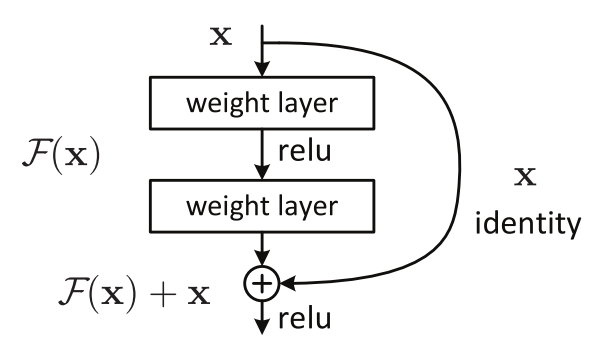 x
weight layer
relu
F(x)
weight layer
x
identity
F(x) + x
relu